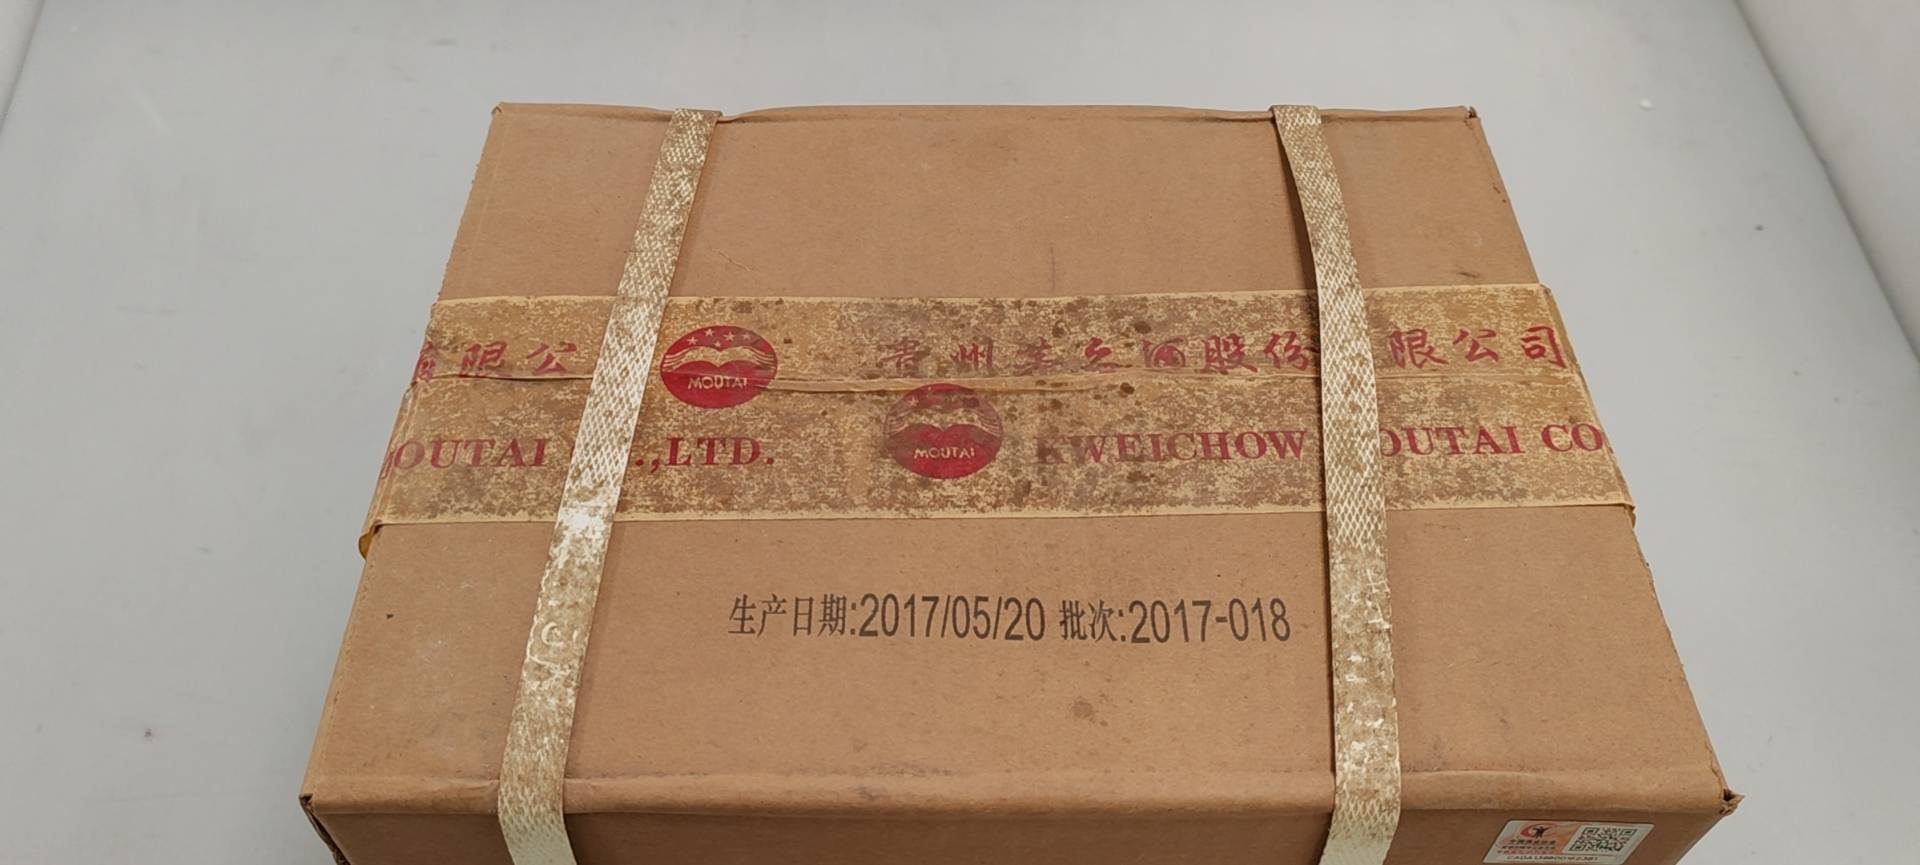 有限公
MOUTAI
贵州茅台酒股份
限公司
OUTAI
.,LTD.
MOUTAI
KWEICHOW
OUTAI CO
生产日期:2017/05/20 批次:2017-018